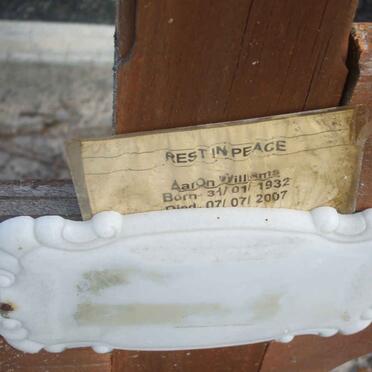 REST IN PEACE
Aaron Williams
Born 31/01/1932
Died 07/07/2007